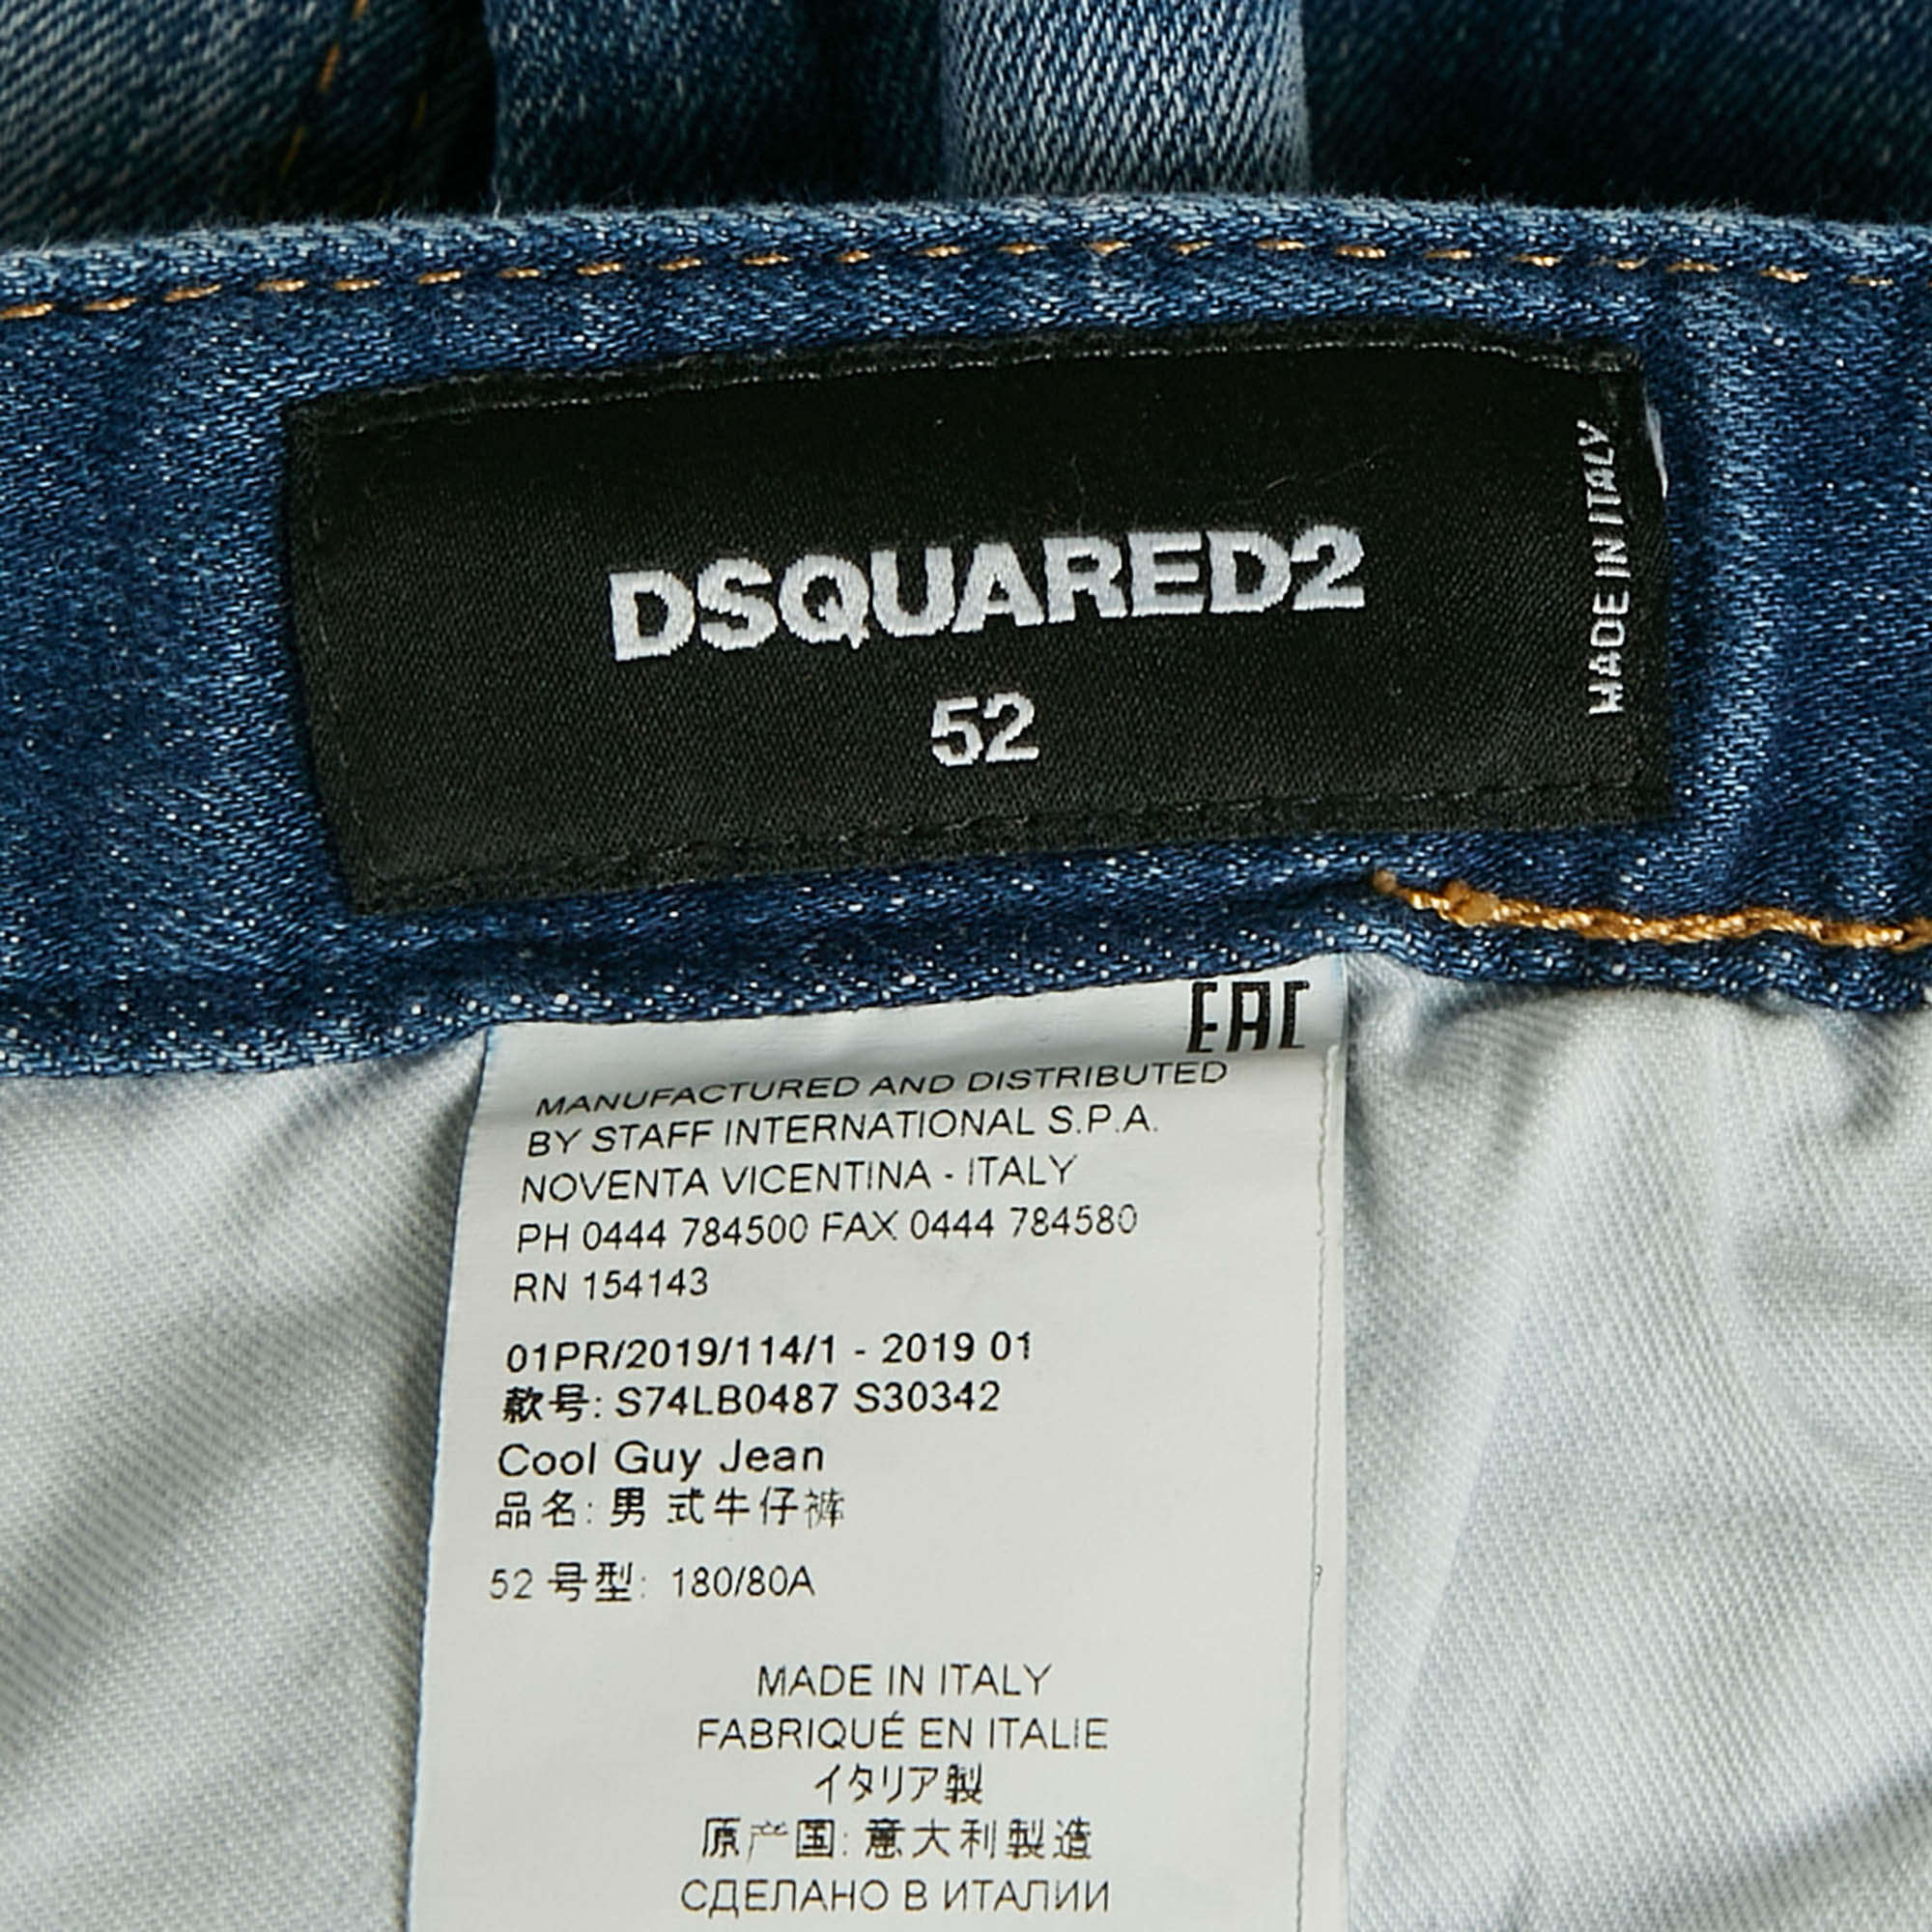 DSQUARED2
52
MADE IN ITALY
EAC
MANUFACTURED AND DISTRIBUTED
BY STAFF INTERNATIONAL S.P.A.
NOVENTA VICENTINA - ITALY
PH 0444 784500 FAX 0444 784580
RN 154143
01PR/2019/114/1 - 2019 01
款号: S74LB0487 S30342
Cool Guy Jean
品名: 男 式牛仔裤
52 号型: 180/80A
MADE IN ITALY
FABRIQUÉ EN ITALIE
イタリア製
原产国: 意大利製造
СДЕЛАНО В ИТАЛИИ